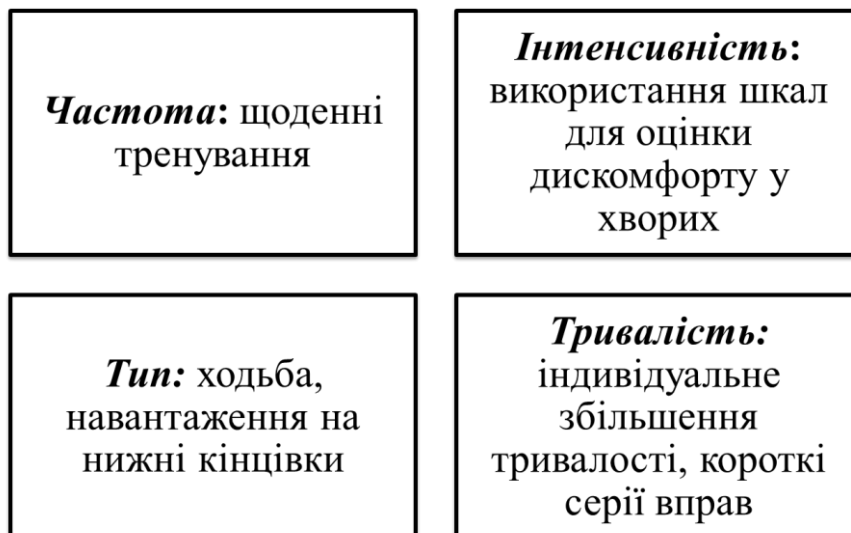 Частота: щоденні
тренування
Інтенсивність:
використання шкал
для оцінки
дискомфорту у
хворих
Тип: ходьба,
навантаження на
нижні кінцівки
Тривалість:
індивідуальне
збільшення
тривалості, короткі
серії вправ